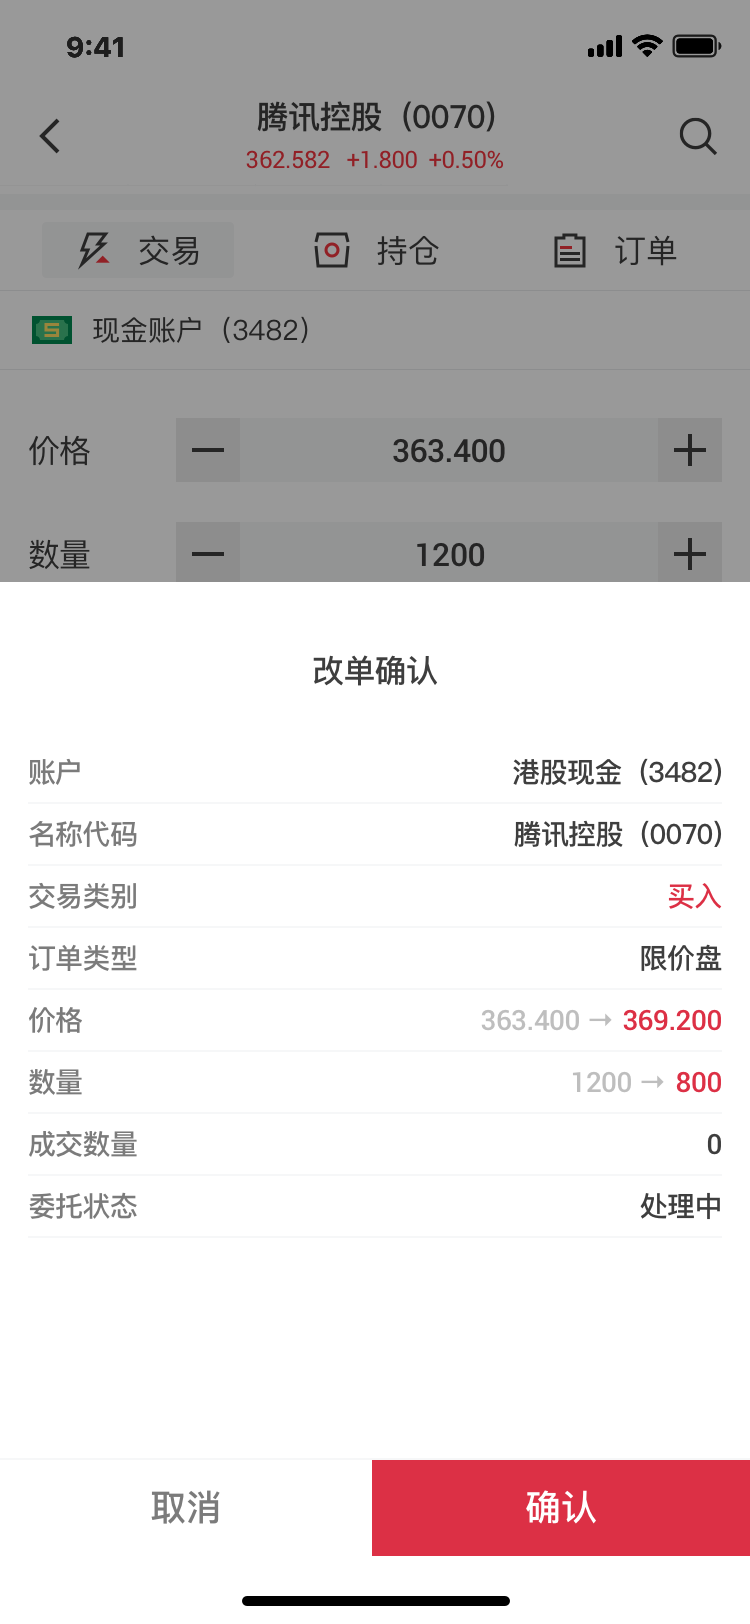 9:41
腾讯控股（0070）
362.582 +1.800 +0.50%
交易 持仓 订单
现金账户（3482）
价格 363.400
数量 1200
改单确认
账户 港股现金（3482）
名称代码 腾讯控股（0070）
交易类别 买入
订单类型 限价盘
价格 363.400 → 369.200
数量 1200 → 800
成交数量 0
委托状态 处理中
取消 确认